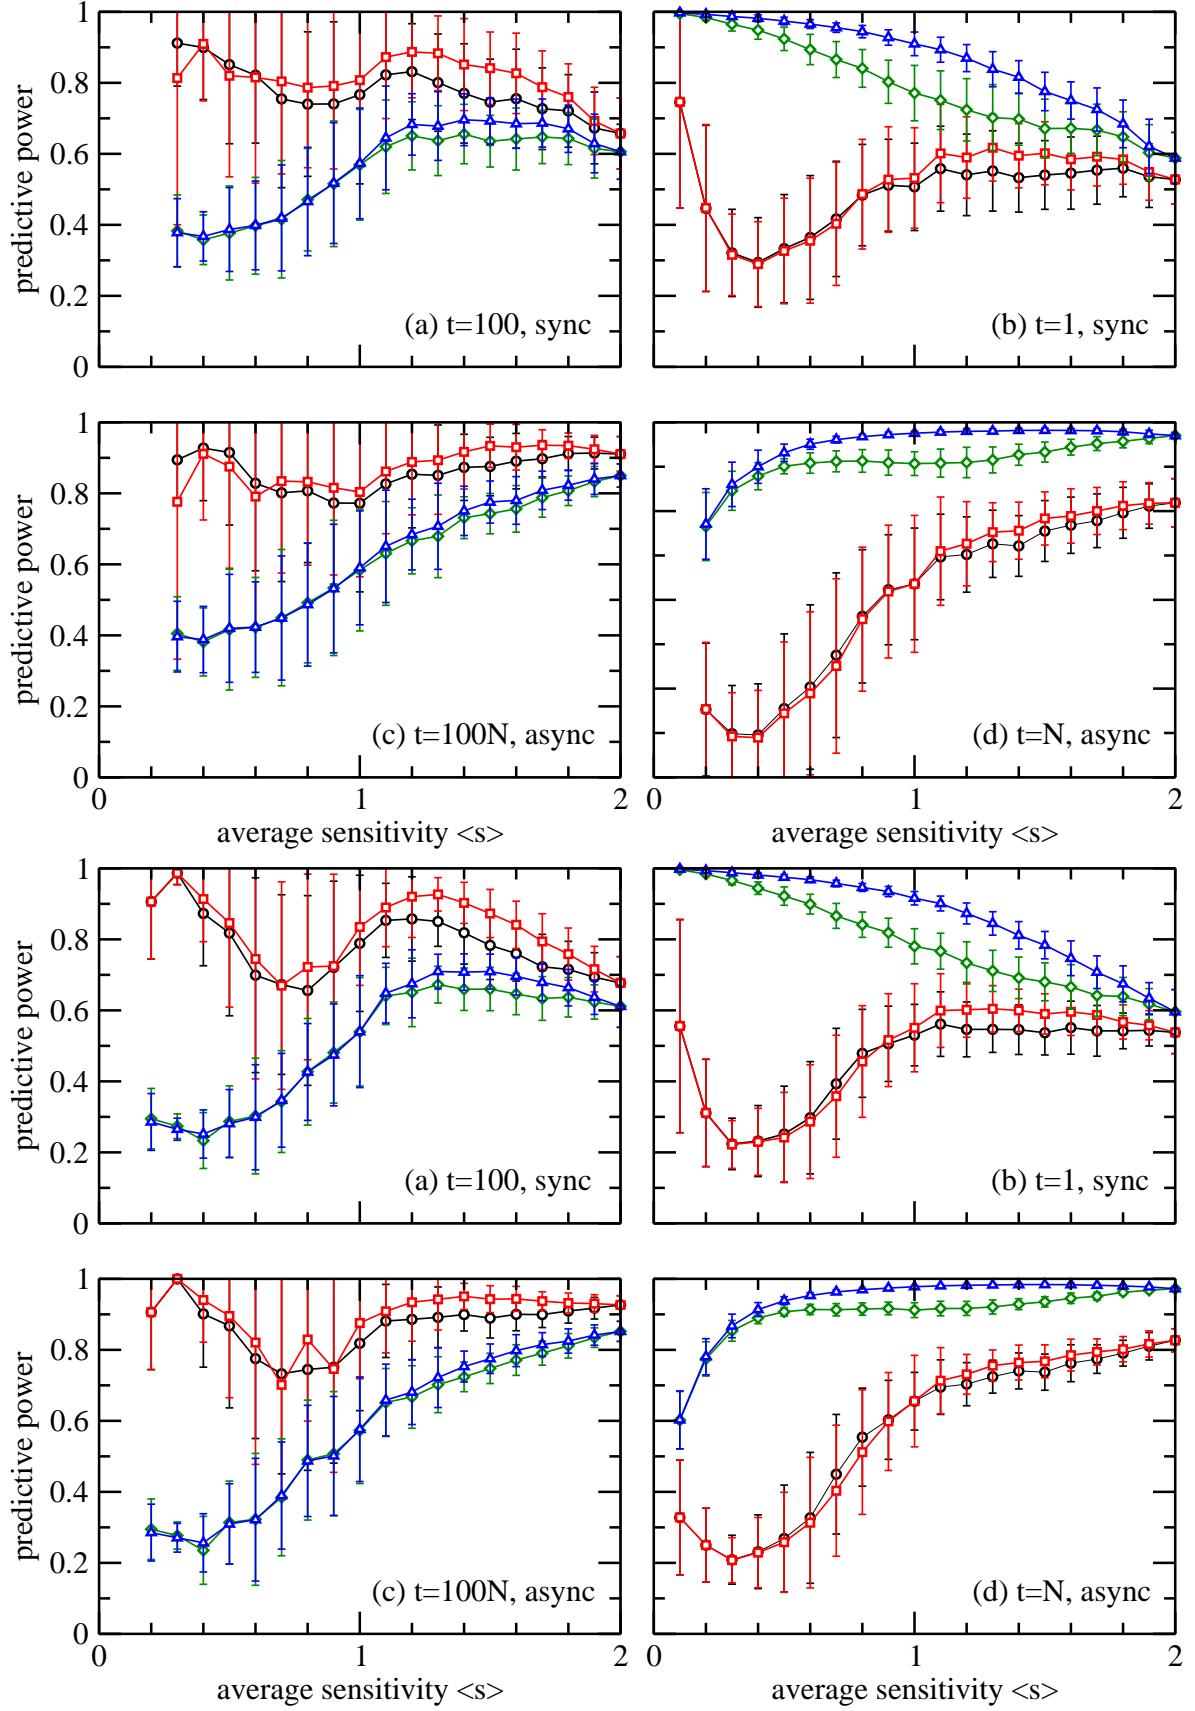 1
0.8
0.6
0.4
0.2
0
predictive power
(a) t=100, sync
(b) t=1, sync
1
0.8
0.6
0.4
0.2
0
predictive power
(c) t=100N, async
(d) t=N, async
0 1 2
0 1 2
average sensitivity <s>
average sensitivity <s>
1
0.8
0.6
0.4
0.2
0
predictive power
(a) t=100, sync
(b) t=1, sync
1
0.8
0.6
0.4
0.2
0
predictive power
(c) t=100N, async
(d) t=N, async
0 1 2
0 1 2
average sensitivity <s>
average sensitivity <s>